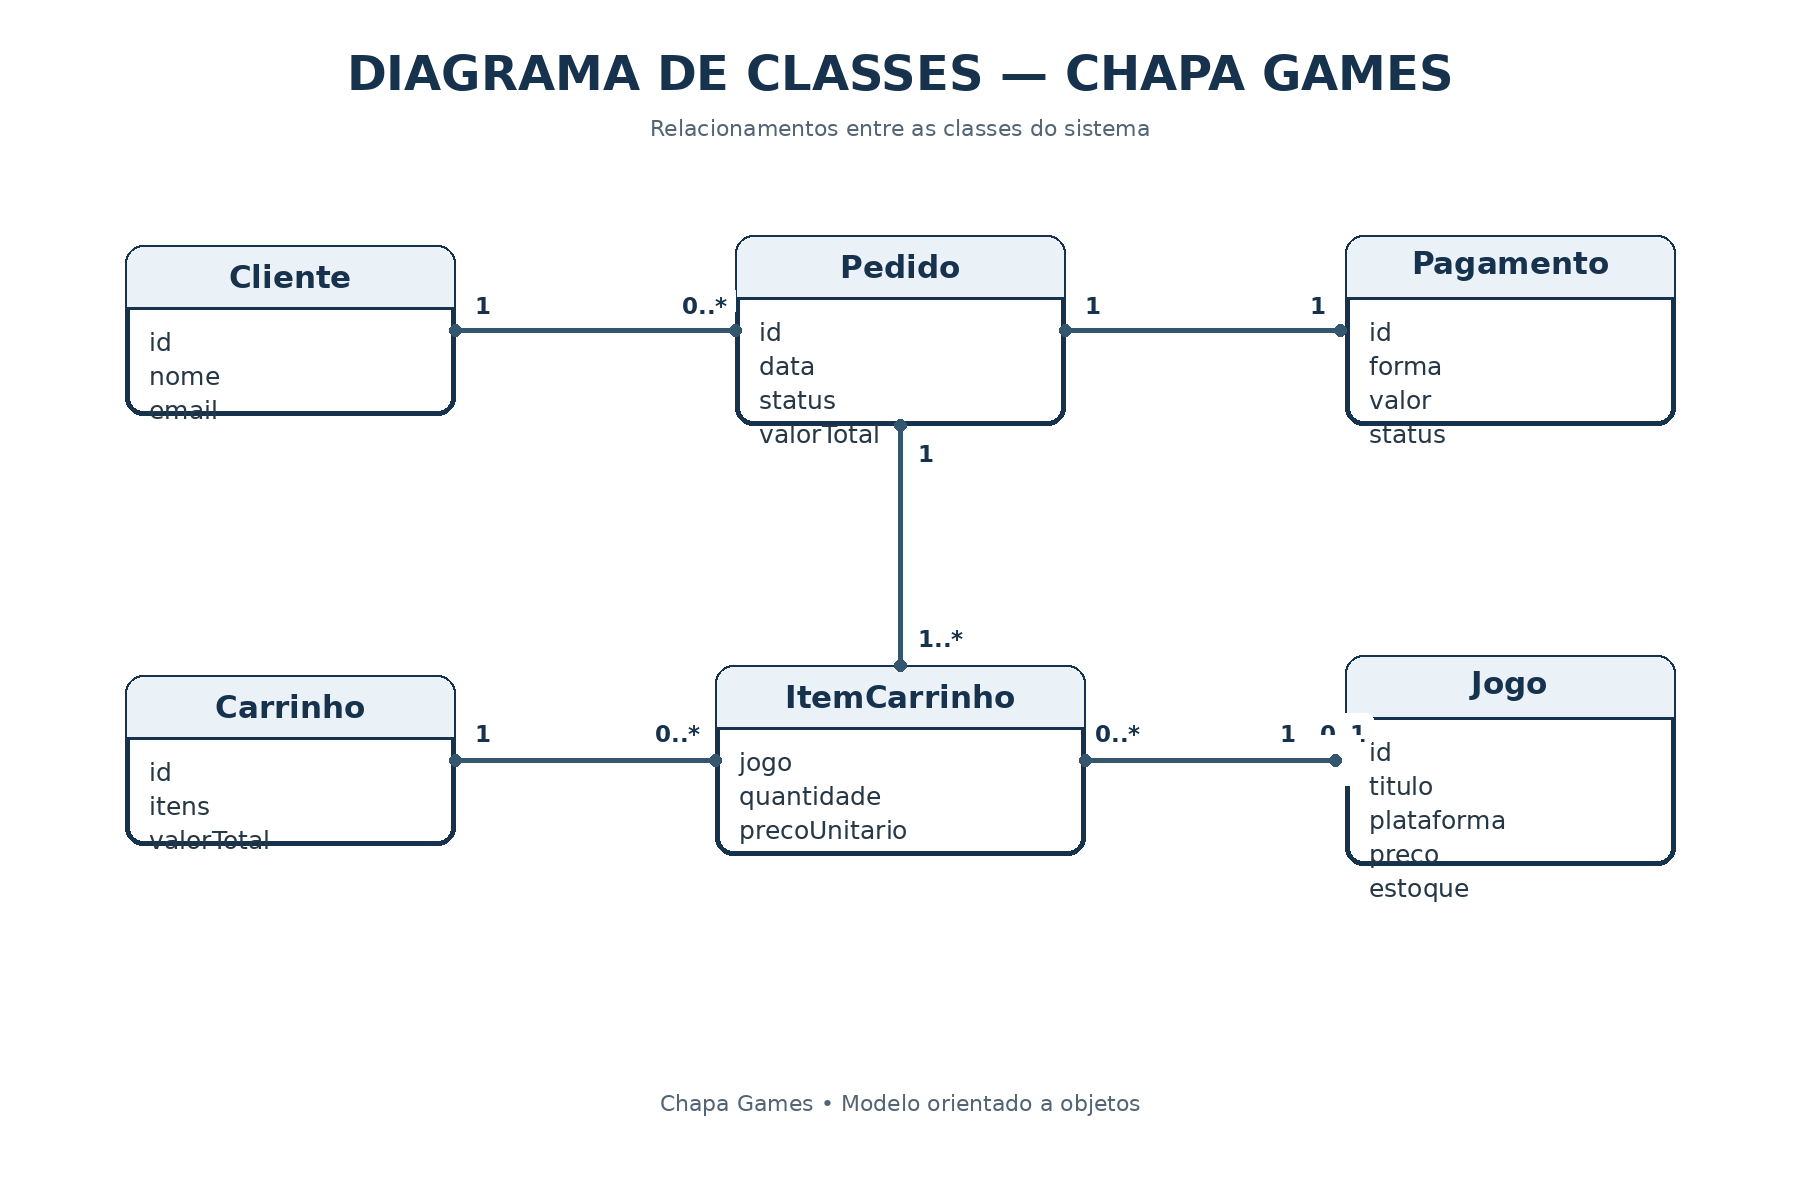 DIAGRAMA DE CLASSES — CHAPA GAMES
Relacionamentos entre as classes do sistema
Cliente
id
nome
email
1
0..*
Pedido
id
data
status
valorTotal
1
1
Pagamento
id
forma
valor
status
1
1..*
Carrinho
id
itens
valorTotal
1
0..*
ItemCarrinho
jogo
quantidade
precoUnitario
0..*
1
Jogo
id
titulo
plataforma
preco
estoque
Chapa Games • Modelo orientado a objetos